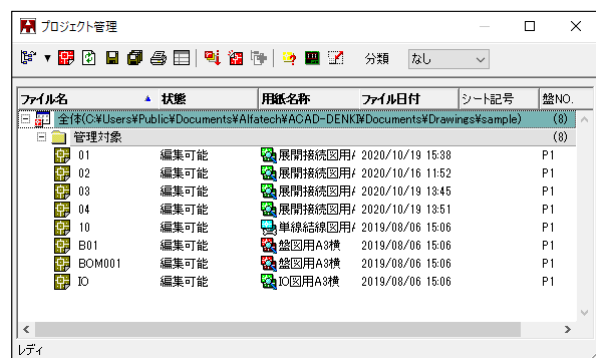 プロジェクト管理
分類 なし
ファイル名 状態 用紙名称 ファイル日付 シート記号 盤NO.
全体(C:¥Users¥Public¥Documents¥Alfatech¥ACAD-DENKI¥Documents¥Drawings¥sample) (8)
管理対象 (8)
01 編集可能 展開接続図用A 2020/10/19 15:38 P1
02 編集可能 展開接続図用A 2020/10/16 11:52 P1
03 編集可能 展開接続図用A 2020/10/19 13:45 P1
04 編集可能 展開接続図用A 2020/10/19 13:51 P1
10 編集可能 単線結線図用A 2019/08/06 15:06 P1
B01 編集可能 盤図用A3横 2019/08/06 15:06 P1
BOM001 編集可能 盤図用A3横 2019/08/06 15:06 P1
IO 編集可能 IO図用A3横 2019/08/06 15:06 P1
レディ